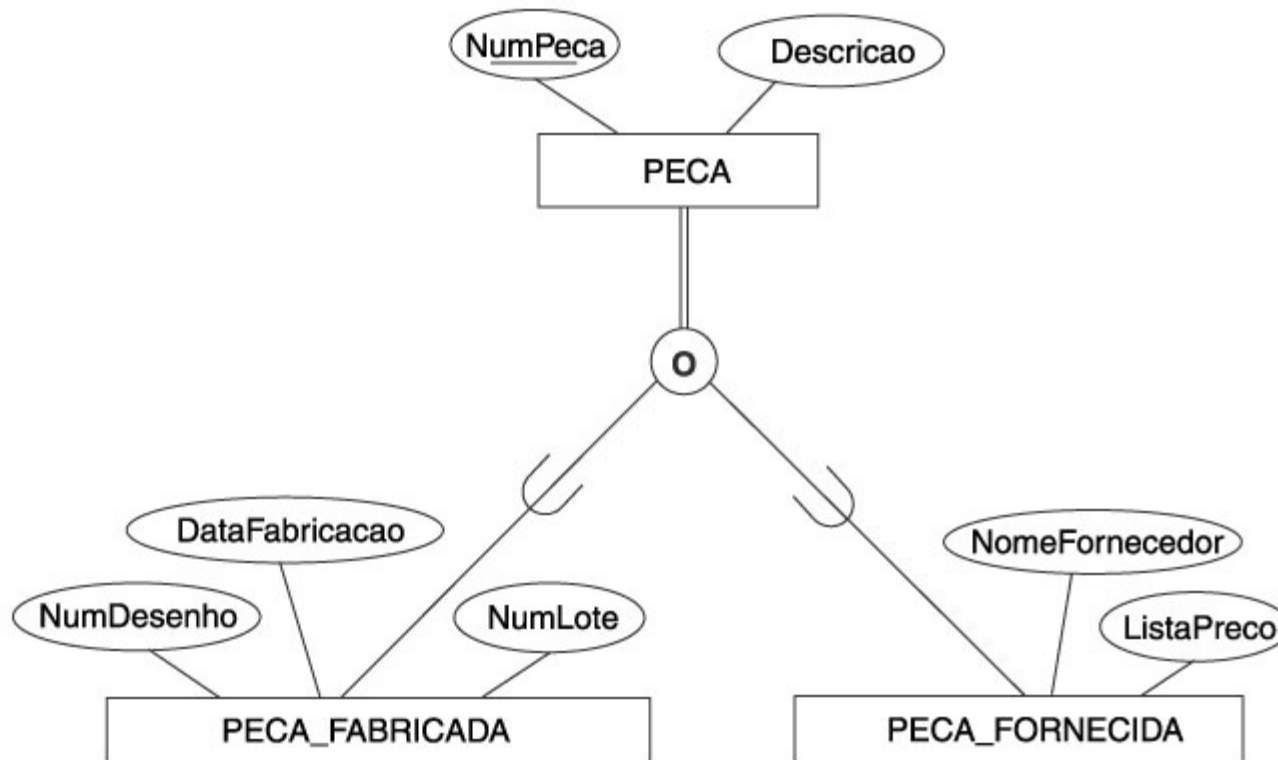 NumPeca
Descricao
PECA
O
DataFabricacao
NomeFornecedor
NumDesenho
NumLote
ListaPreco
PECA_FABRICADA
PECA_FORNECIDA